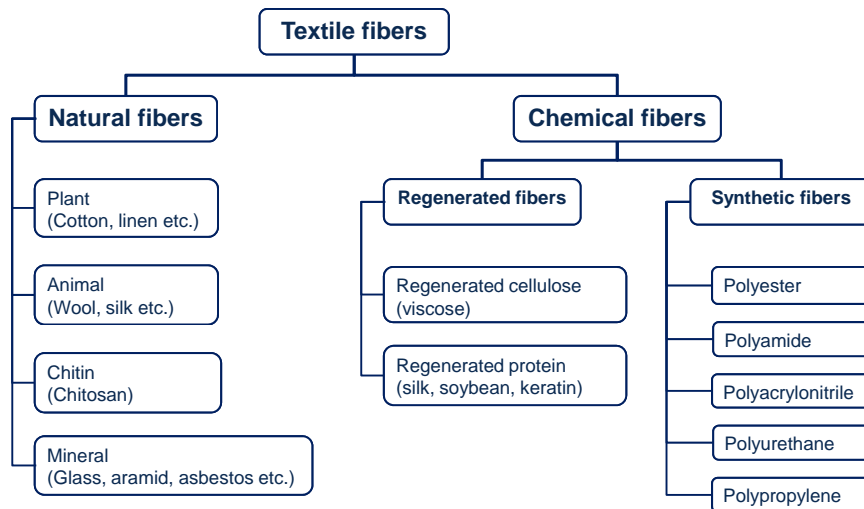 Textile fibers
Natural fibers
Chemical fibers
Plant
(Cotton, linen etc.)
Animal
(Wool, silk etc.)
Chitin
(Chitosan)
Mineral
(Glass, aramid, asbestos etc.)
Regenerated fibers
Regenerated cellulose
(viscose)
Regenerated protein
(silk, soybean, keratin)
Synthetic fibers
Polyester
Polyamide
Polyacrylonitrile
Polyurethane
Polypropylene